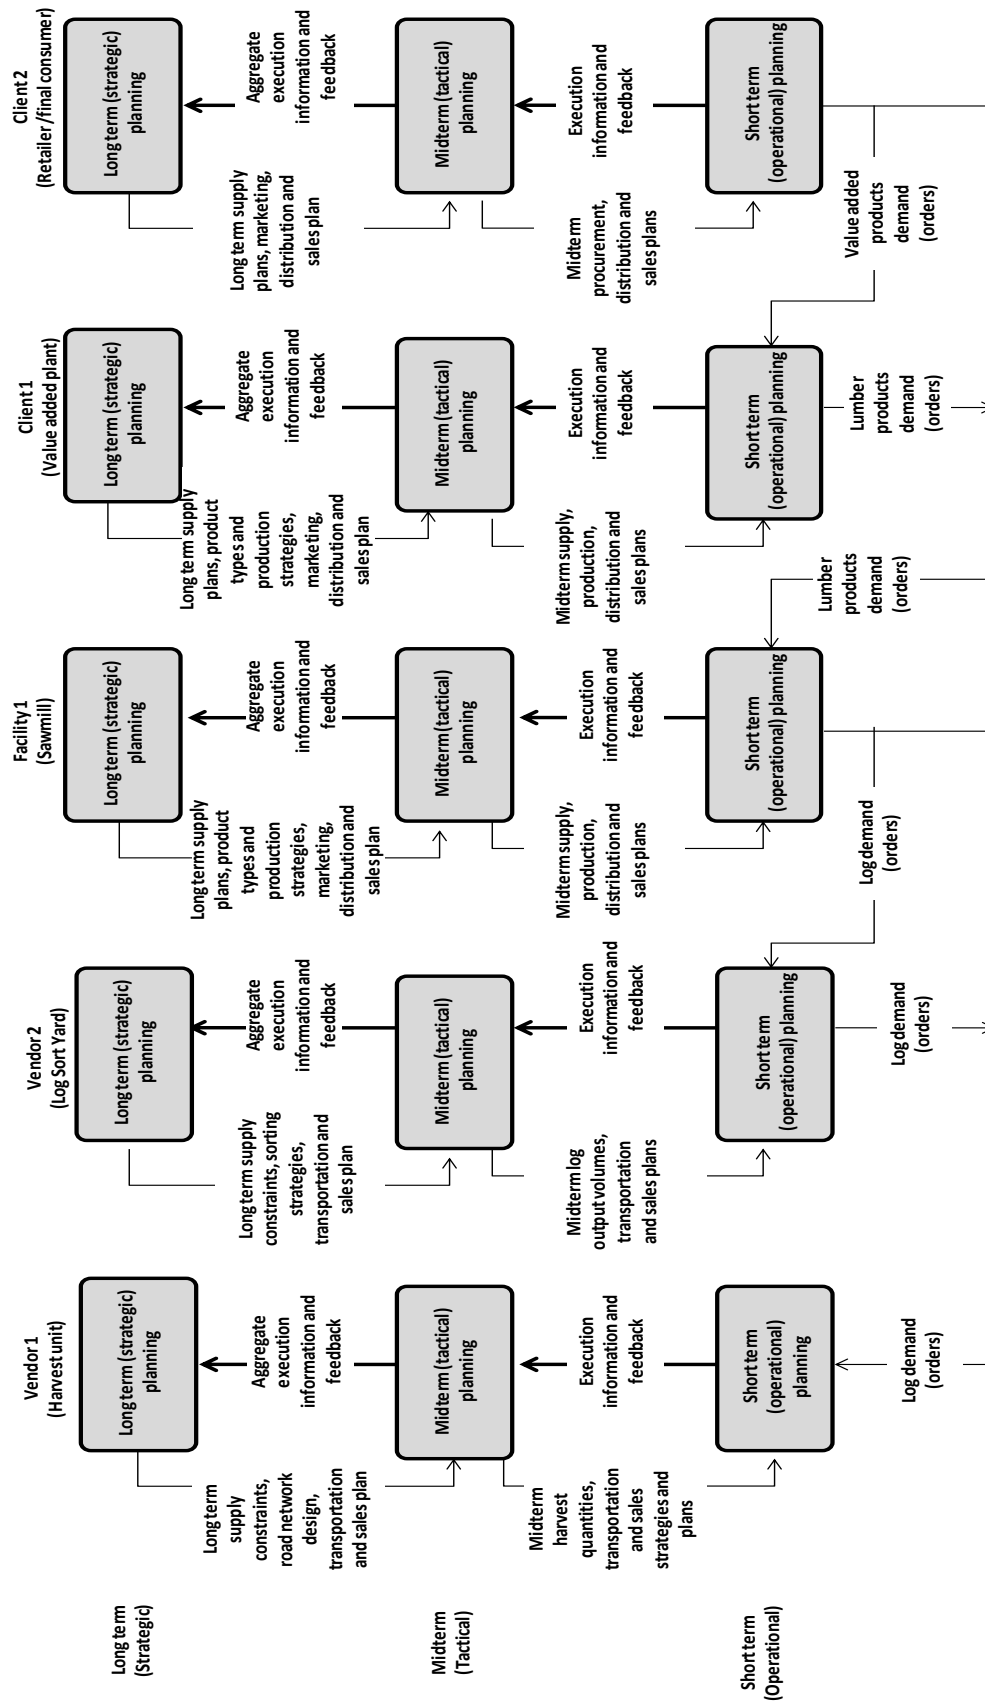 Vendor 1
(Harvest unit)
Vendor 2
(Log Sort Yard)
Facility 1
(Sawmill)
Client 1
(Value added plant)
Client 2
(Retailer/final consumer)
Long term
(Strategic)
Long term (strategic)
planning
Long term (strategic)
planning
Long term (strategic)
planning
Long term (strategic)
planning
Long term (strategic)
planning
Long term
supply
constraints,
road network
design,
transportation
and sales plan
Aggregate
execution
information and
feedback
Long term supply
constraints, sorting
strategies,
transportation and
sales plan
Aggregate
execution
information and
feedback
Long term supply
plans, product
types and
production
strategies,
marketing,
distribution and
sales plan
Aggregate
execution
information and
feedback
Long term supply
plans, product
types and
production
strategies,
marketing,
distribution and
sales plan
Aggregate
execution
information and
feedback
Long term supply
plans, marketing,
distribution and
sales plan
Aggregate
execution
information and
feedback
Midterm
(Tactical)
Midterm (tactical)
planning
Midterm (tactical)
planning
Midterm (tactical)
planning
Midterm (tactical)
planning
Midterm (tactical)
planning
Midterm
harvest
quantities,
transportation
and sales
strategies and
plans
Execution
information and
feedback
Midterm log
output volumes,
transportation
and sales plans
Execution
information and
feedback
Midterm supply,
production,
distribution and
sales plans
Execution
information and
feedback
Midterm supply,
production,
distribution and
sales plans
Execution
information and
feedback
Midterm
procurement,
distribution and
sales plans
Execution
information and
feedback
Short term
(Operational)
Short term
(operational)
planning
Short term
(operational) planning
Short term
(operational) planning
Short term
(operational) planning
Short term
(operational) planning
Log demand
(orders)
Log demand
(orders)
Log demand
(orders)
Lumber
products
demand
(orders)
Lumber
products
demand
(orders)
Value added
products
demand
(orders)